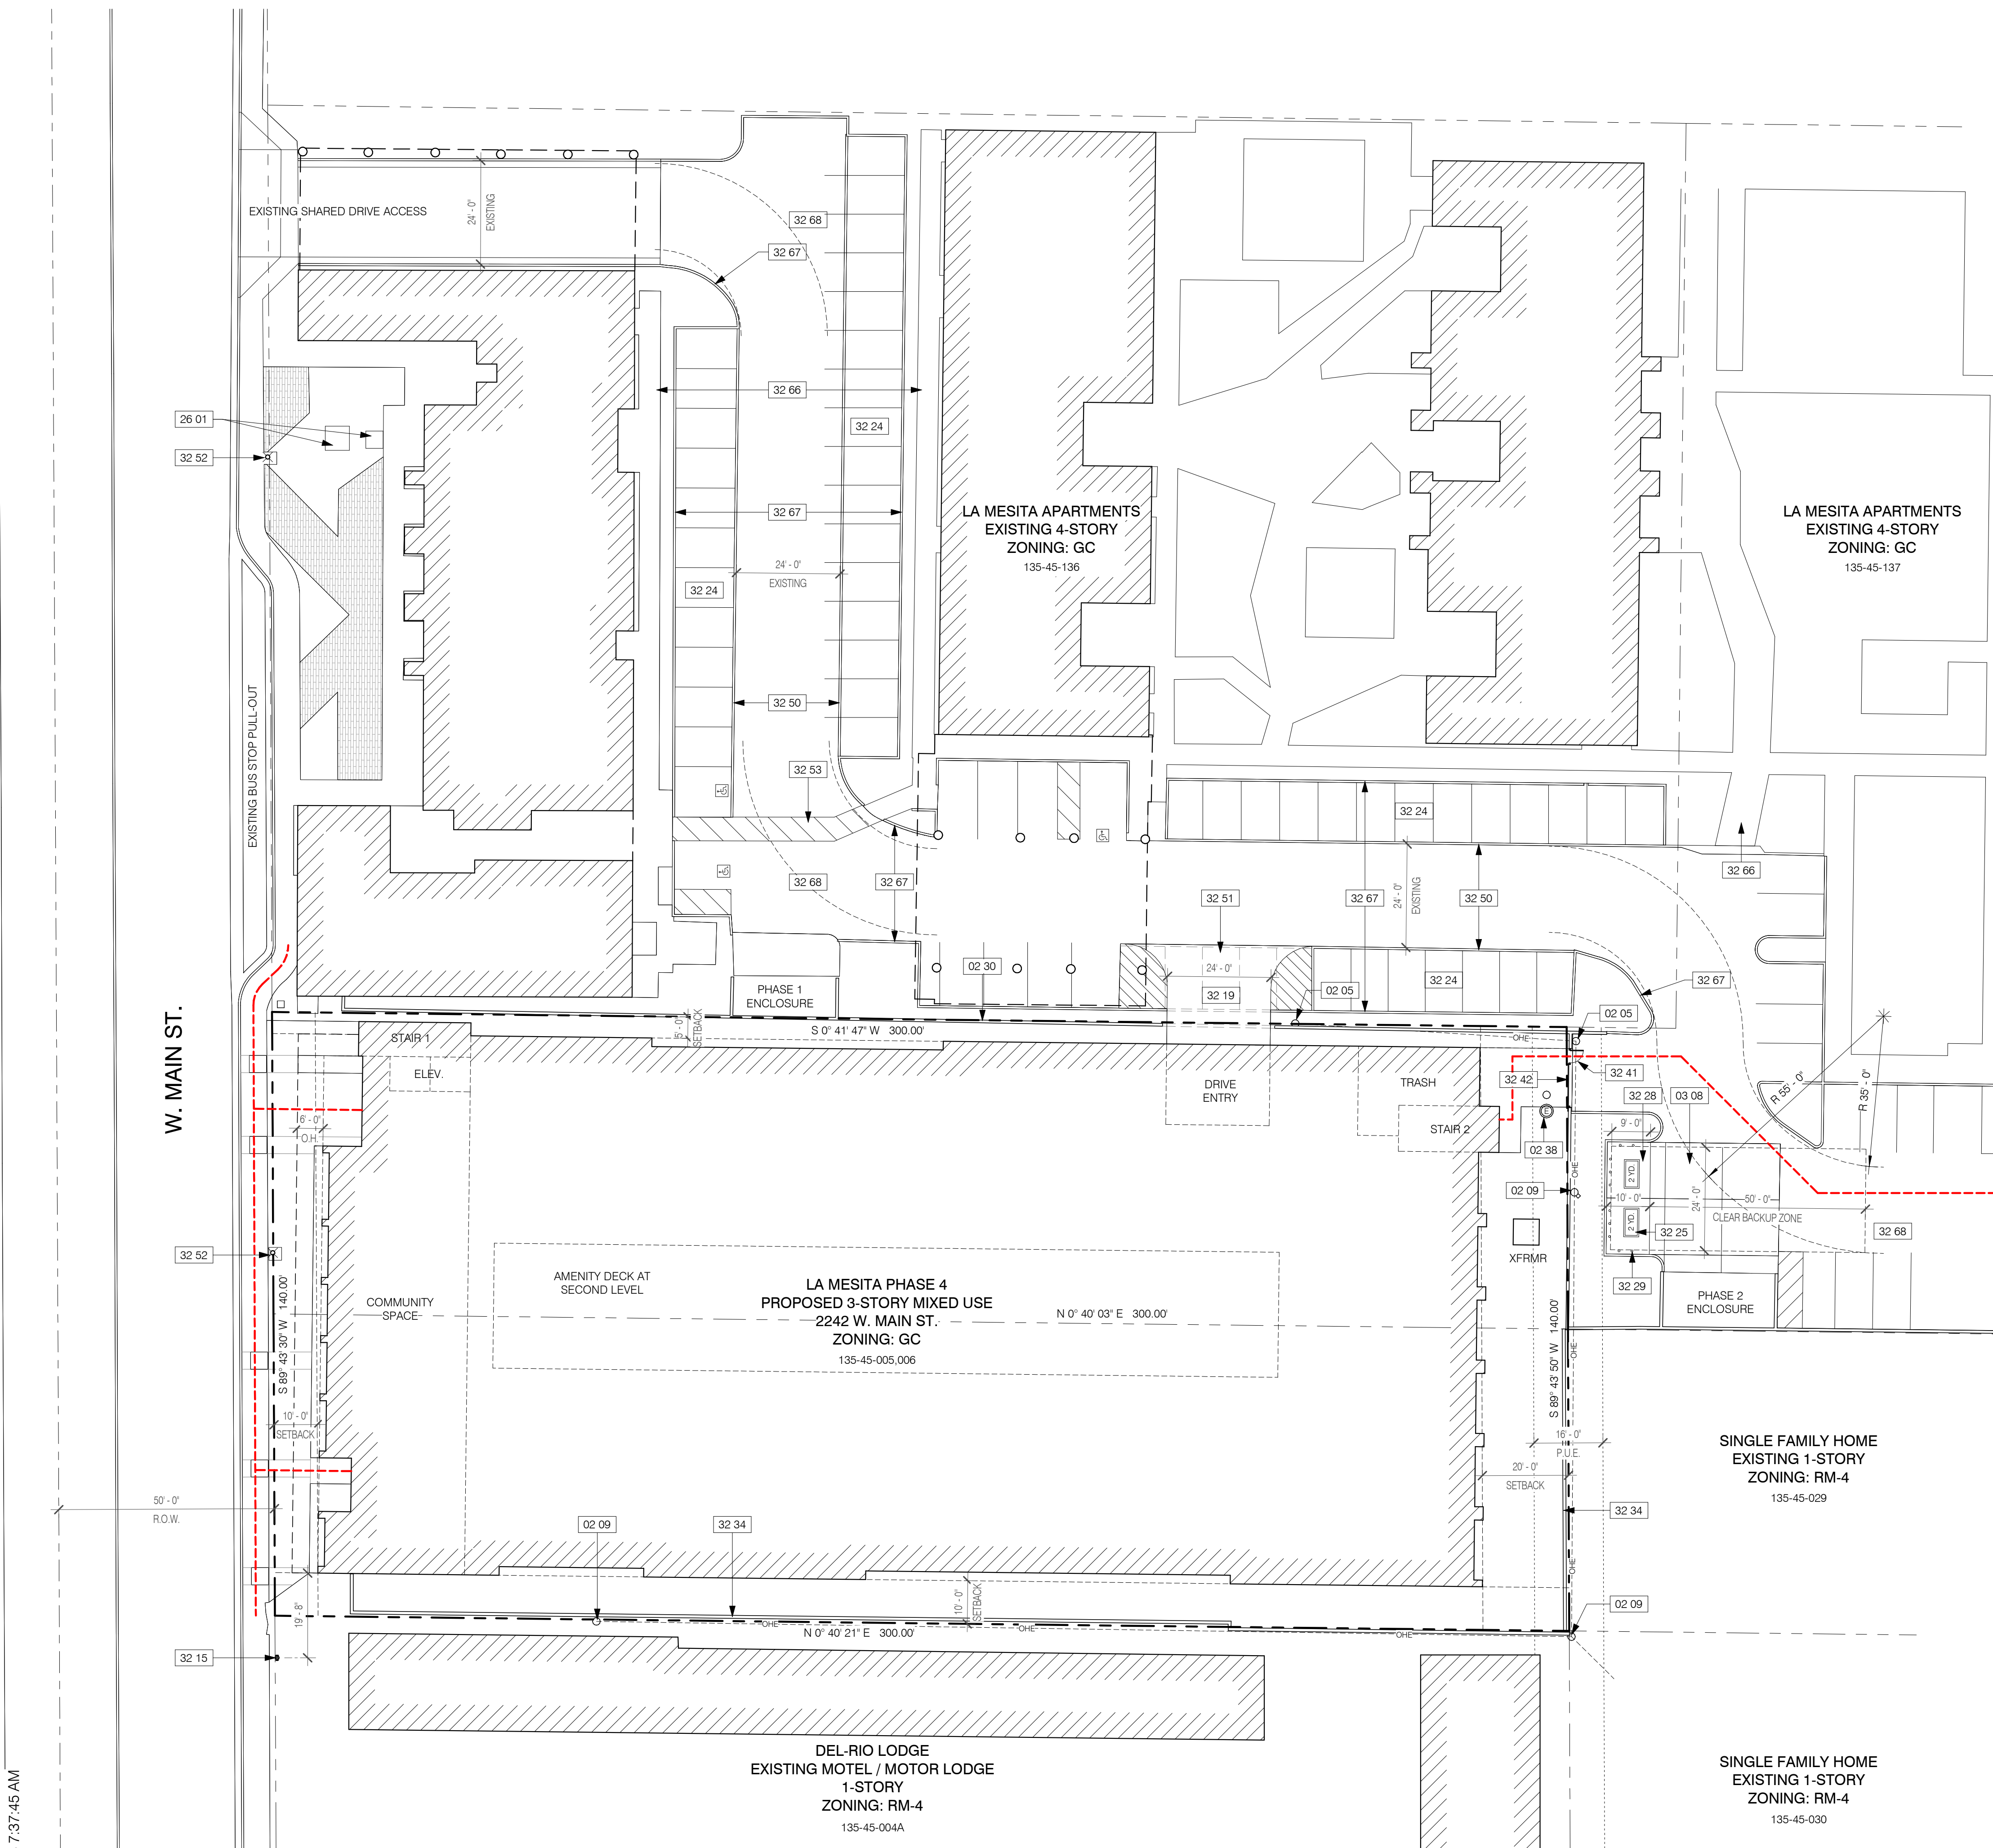 EXISTING SHARED DRIVE ACCESS
24' - 0"
EXISTING
32 68
32 67
32 66
32 24
26 01
32 52
32 67
LA MESITA APARTMENTS
EXISTING 4-STORY
ZONING: GC
135-45-136
LA MESITA APARTMENTS
EXISTING 4-STORY
ZONING: GC
135-45-137
24' - 0"
EXISTING
32 24
32 50
EXISTING BUS STOP PULL-OUT
32 53
32 24
32 68
32 67
32 51
32 67
24' - 0"
EXISTING
32 50
32 66
02 30
24' - 0"
32 19
02 05
32 24
32 67
PHASE 1
ENCLOSURE
02 05
W. MAIN ST.
5' - 0"
SETBACK
S 0° 41' 47" W 300.00'
STAIR 1
ELEV.
OHE
DRIVE
ENTRY
TRASH
STAIR 2
32 42
32 41
E
02 38
32 28
03 08
R 55' - 0"
R 35' - 0"
6' - 0"
O.H.
9' - 0"
2 YD.
OHE
02 09
10' - 0"
24' - 0"
50' - 0"
CLEAR BACKUP ZONE
2 YD.
32 25
32 68
32 52
XFRMR
32 29
PHASE 2
ENCLOSURE
S 89° 43' 30" W 140.00'
COMMUNITY
SPACE
AMENITY DECK AT
SECOND LEVEL
LA MESITA PHASE 4
PROPOSED 3-STORY MIXED USE
2242 W. MAIN ST.
ZONING: GC
135-45-005,006
N 0° 40' 03" E 300.00'
OHE
S 89° 43' 50" W 140.00'
10' - 0"
SETBACK
16' - 0"
P.U.E.
20' - 0"
SETBACK
SINGLE FAMILY HOME
EXISTING 1-STORY
ZONING: RM-4
135-45-029
50' - 0"
R.O.W.
02 09
32 34
32 34
OHE
10' - 0"
SETBACK
02 09
19' - 8"
OHE
OHE
OHE
N 0° 40' 21" E 300.00'
32 15
DEL-RIO LODGE
EXISTING MOTEL / MOTOR LODGE
1-STORY
ZONING: RM-4
135-45-004A
SINGLE FAMILY HOME
EXISTING 1-STORY
ZONING: RM-4
135-45-030
7:37:45 AM